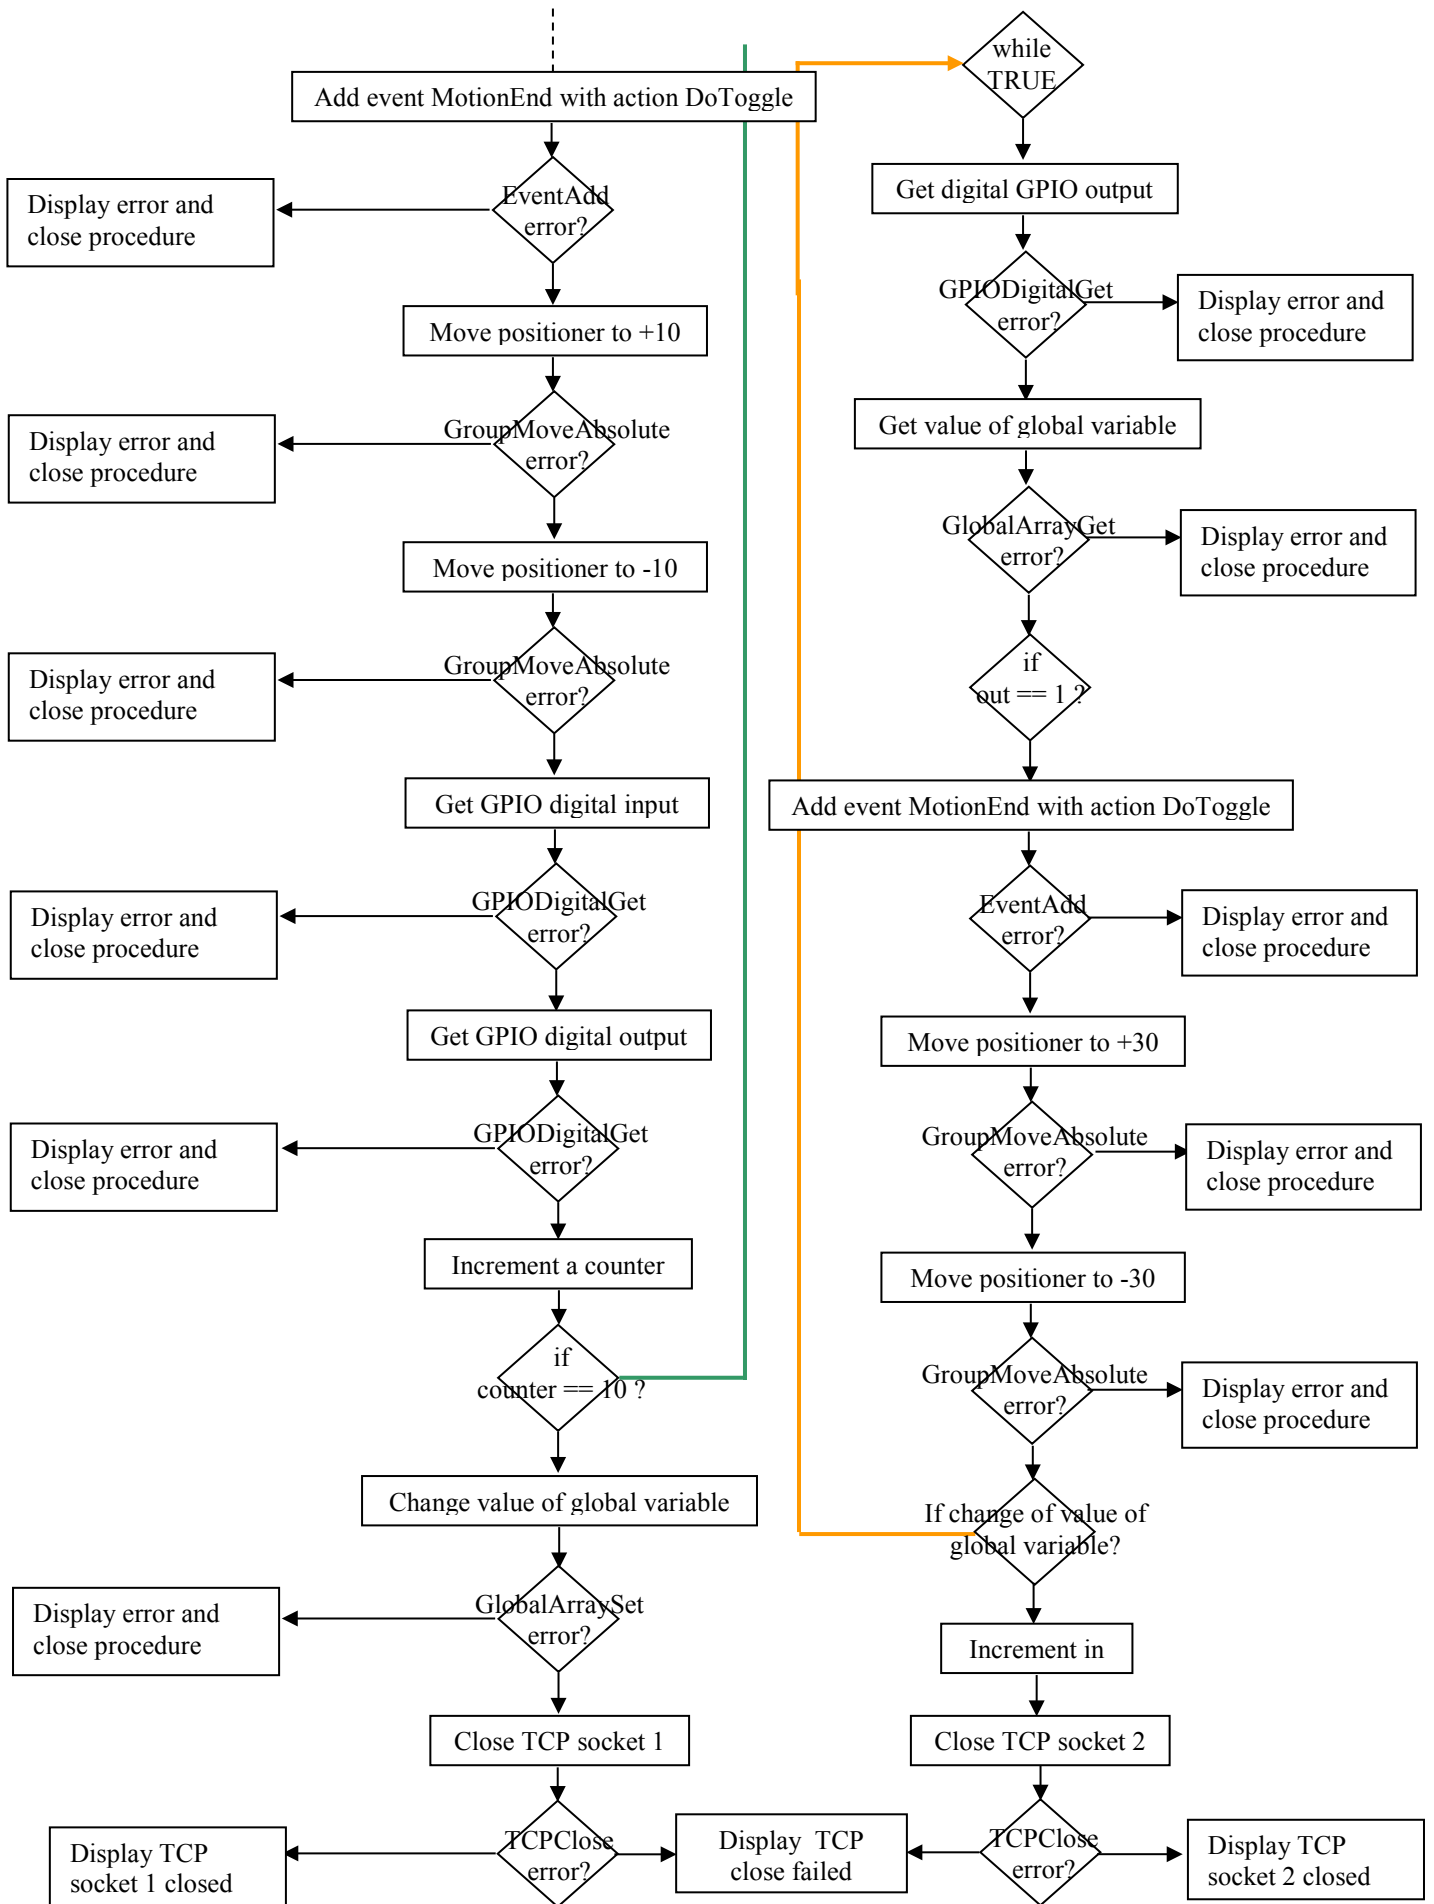 Add event MotionEnd with action DoToggle
EventAdd
error?
Display error and
close procedure
Move positioner to +10
GroupMoveAbsolute
error?
Display error and
close procedure
Move positioner to -10
GroupMoveAbsolute
error?
Display error and
close procedure
Get GPIO digital input
GPIODigitalGet
error?
Display error and
close procedure
Get GPIO digital output
GPIODigitalGet
error?
Display error and
close procedure
Increment a counter
if
counter == 10 ?
Change value of global variable
GlobalArraySet
error?
Display error and
close procedure
Close TCP socket 1
TCPClose
error?
Display TCP
socket 1 closed
Display TCP
close failed
while
TRUE
Get digital GPIO output
GPIODigitalGet
error?
Display error and
close procedure
Get value of global variable
GlobalArrayGet
error?
Display error and
close procedure
if
out == 1 ?
Add event MotionEnd with action DoToggle
EventAdd
error?
Display error and
close procedure
Move positioner to +30
GroupMoveAbsolute
error?
Display error and
close procedure
Move positioner to -30
GroupMoveAbsolute
error?
Display error and
close procedure
If change of value of
global variable?
Increment in
Close TCP socket 2
TCPClose
error?
Display TCP
socket 2 closed